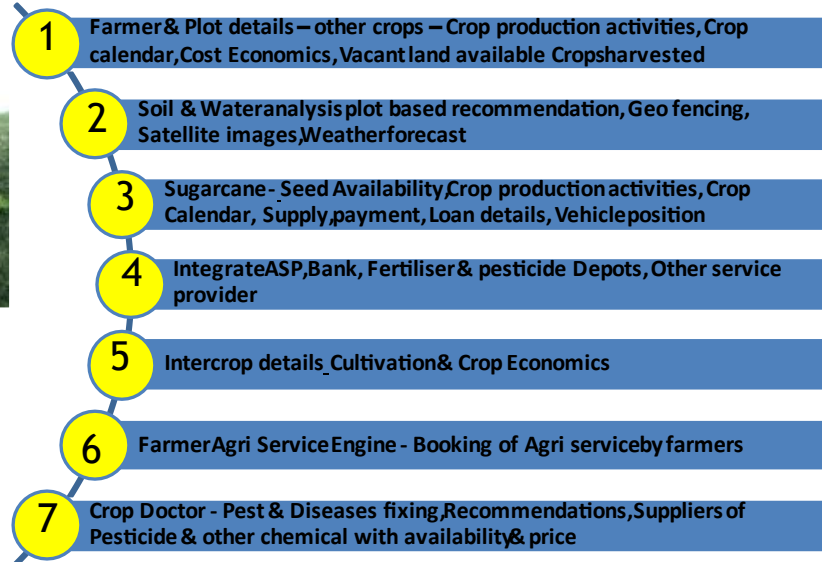 1
Farmer & Plot details – other crops – Crop production activities, Crop
calendar, Cost Economics, Vacant land available Cropsharvested
2
Soil & Wateranalysis plot based recommendation, Geo fencing,
Satellite images, Weatherforecast
3
Sugarcane- Seed Availability, Crop production activities, Crop
Calendar, Supply, payment, Loan details, Vehicleposition
4
IntegrateASP, Bank, Fertiliser & pesticide Depots, Other service
provider
5
Intercrop details_Cultivation & Crop Economics
6
FarmerAgri Service Engine - Booking of Agri serviceby farmers
7
Crop Doctor - Pest & Diseases fixing, Recommendations, Suppliers of
Pesticide & other chemical with availability & price